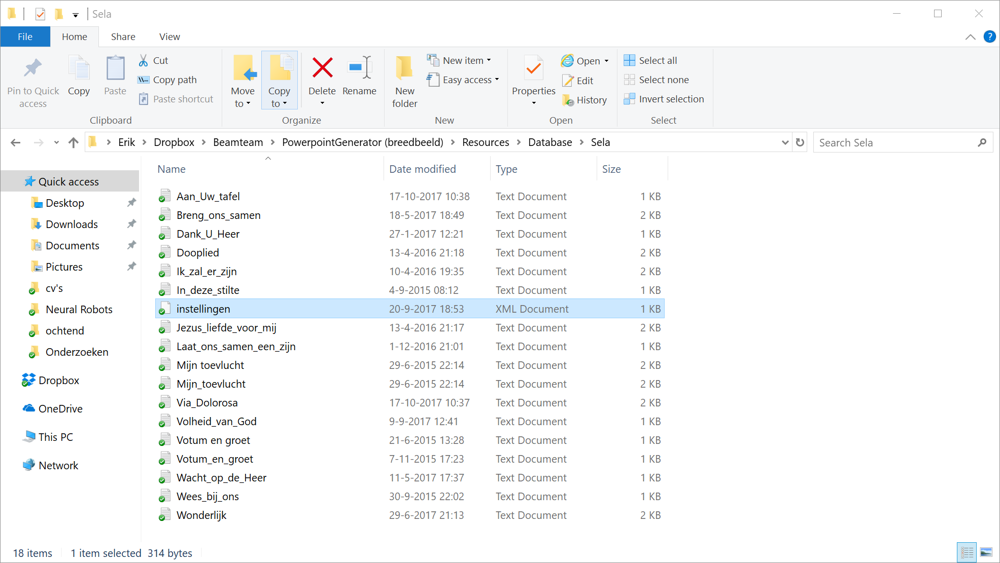 Sela
File Home Share View
Pin to Quick access
Copy
Paste
Cut
Copy path
Paste shortcut
Clipboard
Move to
Copy to
Delete
Rename
Organize
New folder
New item
Easy access
New
Properties
Open
Edit
History
Open
Select all
Select none
Invert selection
Select
Erik > Dropbox > Beamteam > PowerpointGenerator (breedbeeld) > Resources > Database > Sela
Search Sela
Quick access
Desktop
Downloads
Documents
Pictures
cv's
Neural Robots
ochtend
Onderzoeken
Dropbox
OneDrive
This PC
Network
Name Date modified Type Size
Aan_Uw_tafel 17-10-2017 10:38 Text Document 1 KB
Breng_ons_samen 18-5-2017 18:49 Text Document 2 KB
Dank_U_Heer 27-1-2017 12:21 Text Document 1 KB
Dooplied 13-4-2016 21:18 Text Document 2 KB
Ik_zal_er_zijn 10-4-2016 19:35 Text Document 2 KB
In_deze_stilte 4-9-2015 08:12 Text Document 1 KB
instellingen 20-9-2017 18:53 XML Document 1 KB
Jezus_liefde_voor_mij 13-4-2016 21:17 Text Document 2 KB
Laat_ons_samen_een_zijn 1-12-2016 21:01 Text Document 1 KB
Mijn toevlucht 29-6-2015 22:14 Text Document 2 KB
Mijn_toevlucht 29-6-2015 22:14 Text Document 2 KB
Via_Dolorosa 17-10-2017 10:37 Text Document 2 KB
Volheid_van_God 9-9-2017 12:41 Text Document 1 KB
Votum en groet 21-6-2015 13:28 Text Document 1 KB
Votum_en_groet 7-11-2015 17:23 Text Document 1 KB
Wacht_op_de_Heer 11-5-2017 17:37 Text Document 1 KB
Wees_bij_ons 30-9-2015 22:02 Text Document 1 KB
Wonderlijk 29-6-2017 21:13 Text Document 2 KB
18 items 1 item selected 314 bytes